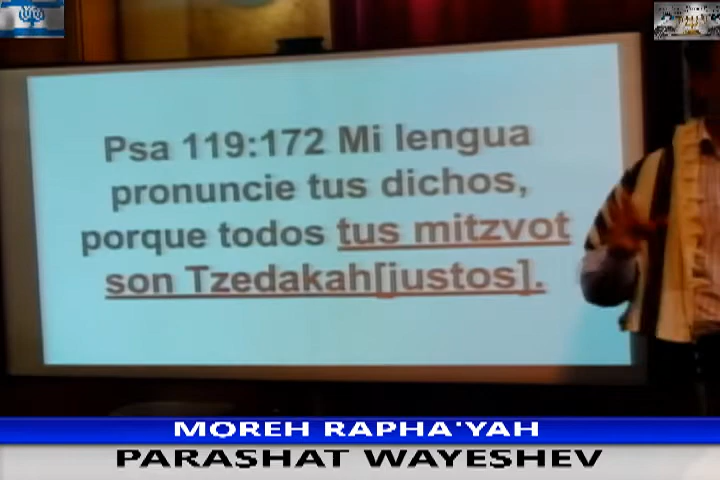 Psa 119:172 Mi lengua
pronuncie tus dichos,
porque todos tus mitzvot
son Tzedakah[justos].
MOREH RAPHA'YAH
PARASHAT WAYESHEV